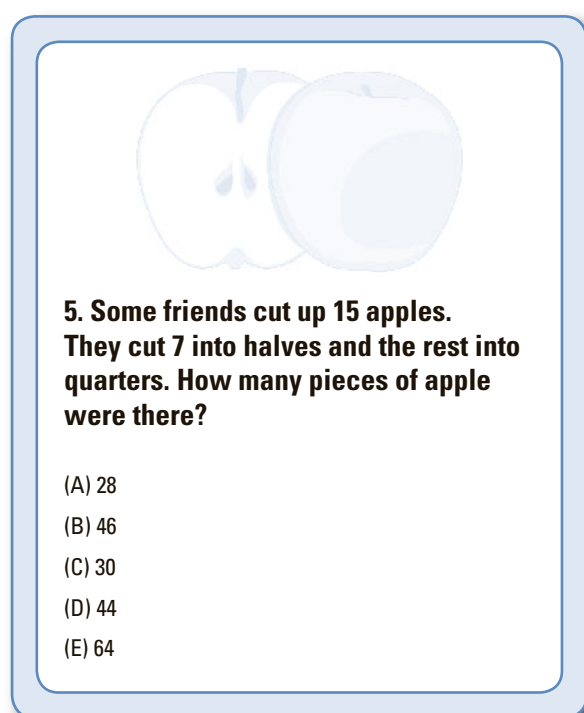 5. Some friends cut up 15 apples.
They cut 7 into halves and the rest into
quarters. How many pieces of apple
were there?
(A) 28
(B) 46
(C) 30
(D) 44
(E) 64